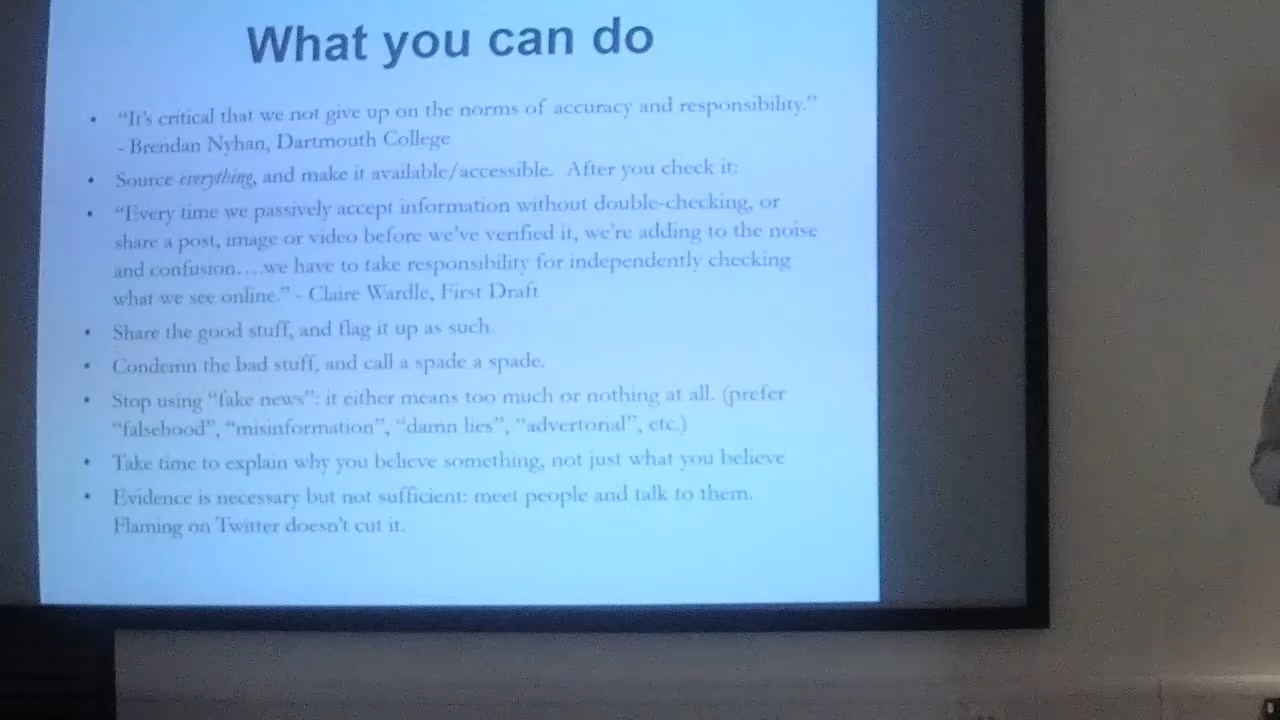 What you can do
• “It's critical that we not give up on the norms of accuracy and responsibility.”
- Brendan Nyhan, Dartmouth College
• Source everything, and make it available/accessible. After you check it:
• “Every time we passively accept information without double-checking, or
share a post, image or video before we've verified it, we're adding to the noise
and confusion….we have to take responsibility for independently checking
what we see online.” - Claire Wardle, First Draft
• Share the good stuff, and flag it up as such.
• Condemn the bad stuff, and call a spade a spade.
• Stop using “fake news”: it either means too much or nothing at all. (prefer
“falsehood”, “misinformation”, “damn lies”, “advertorial”, etc.)
• Take time to explain why you believe something, not just what you believe
• Evidence is necessary but not sufficient: meet people and talk to them.
Flaming on Twitter doesn't cut it.